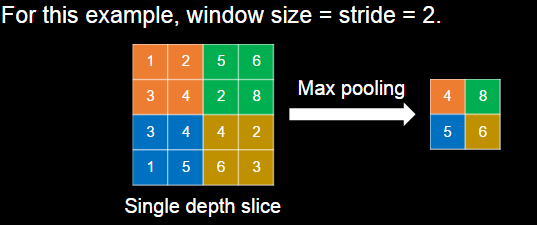 For this example, window size = stride = 2.
1 2 5 6
3 4 2 8
3 4 4 2
1 5 6 3
Max pooling
4 8
5 6
Single depth slice